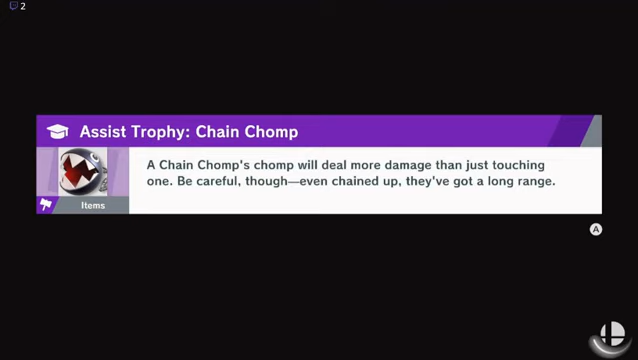 2
Assist Trophy: Chain Chomp
A Chain Chomp's chomp will deal more damage than just touching
one. Be careful, though—even chained up, they've got a long range.
Items
A